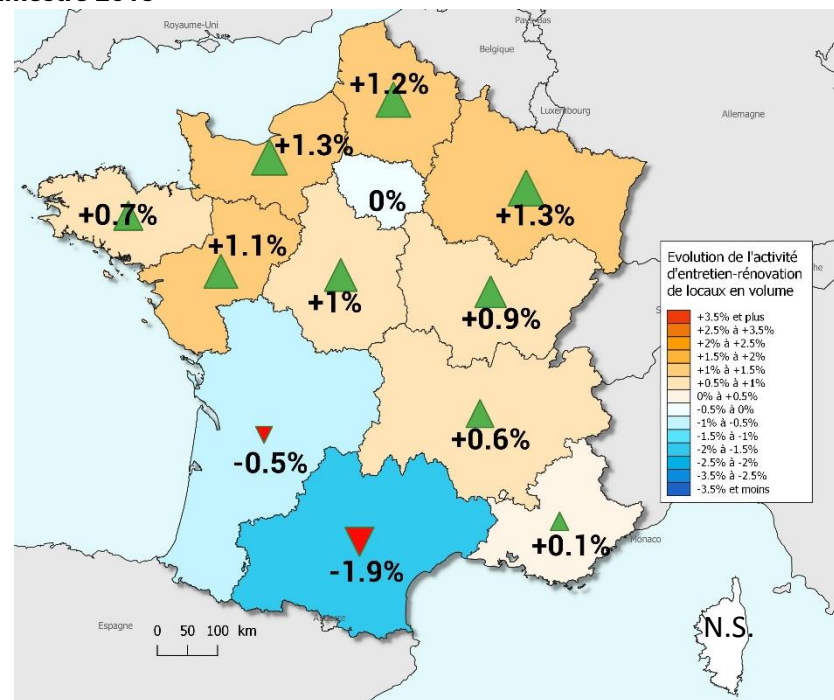 Royaume-Uni
Pays-Bas
Belgique
+1.2%
Luxembourg
Allemagne
+1.3%
0%
+1.3%
+0.7%
+1.1%
+1%
+0.9%
Evolution de l'activité
d'entretien-rénovation
de locaux en volume
+3.5% et plus
+2.5% à +3.5%
+2% à +2.5%
+1.5% à +2%
+1% à +1.5%
+0.5% à +1%
0% à +0.5%
-0.5% à 0%
-1% à -0.5%
-1.5% à -1%
-2% à -1.5%
-2.5% à -2%
-3.5% à -2.5%
-3.5% et moins
+0.6%
-0.5%
+0.1%
Monaco
-1.9%
Espagne
0 50 100 km
N.S.